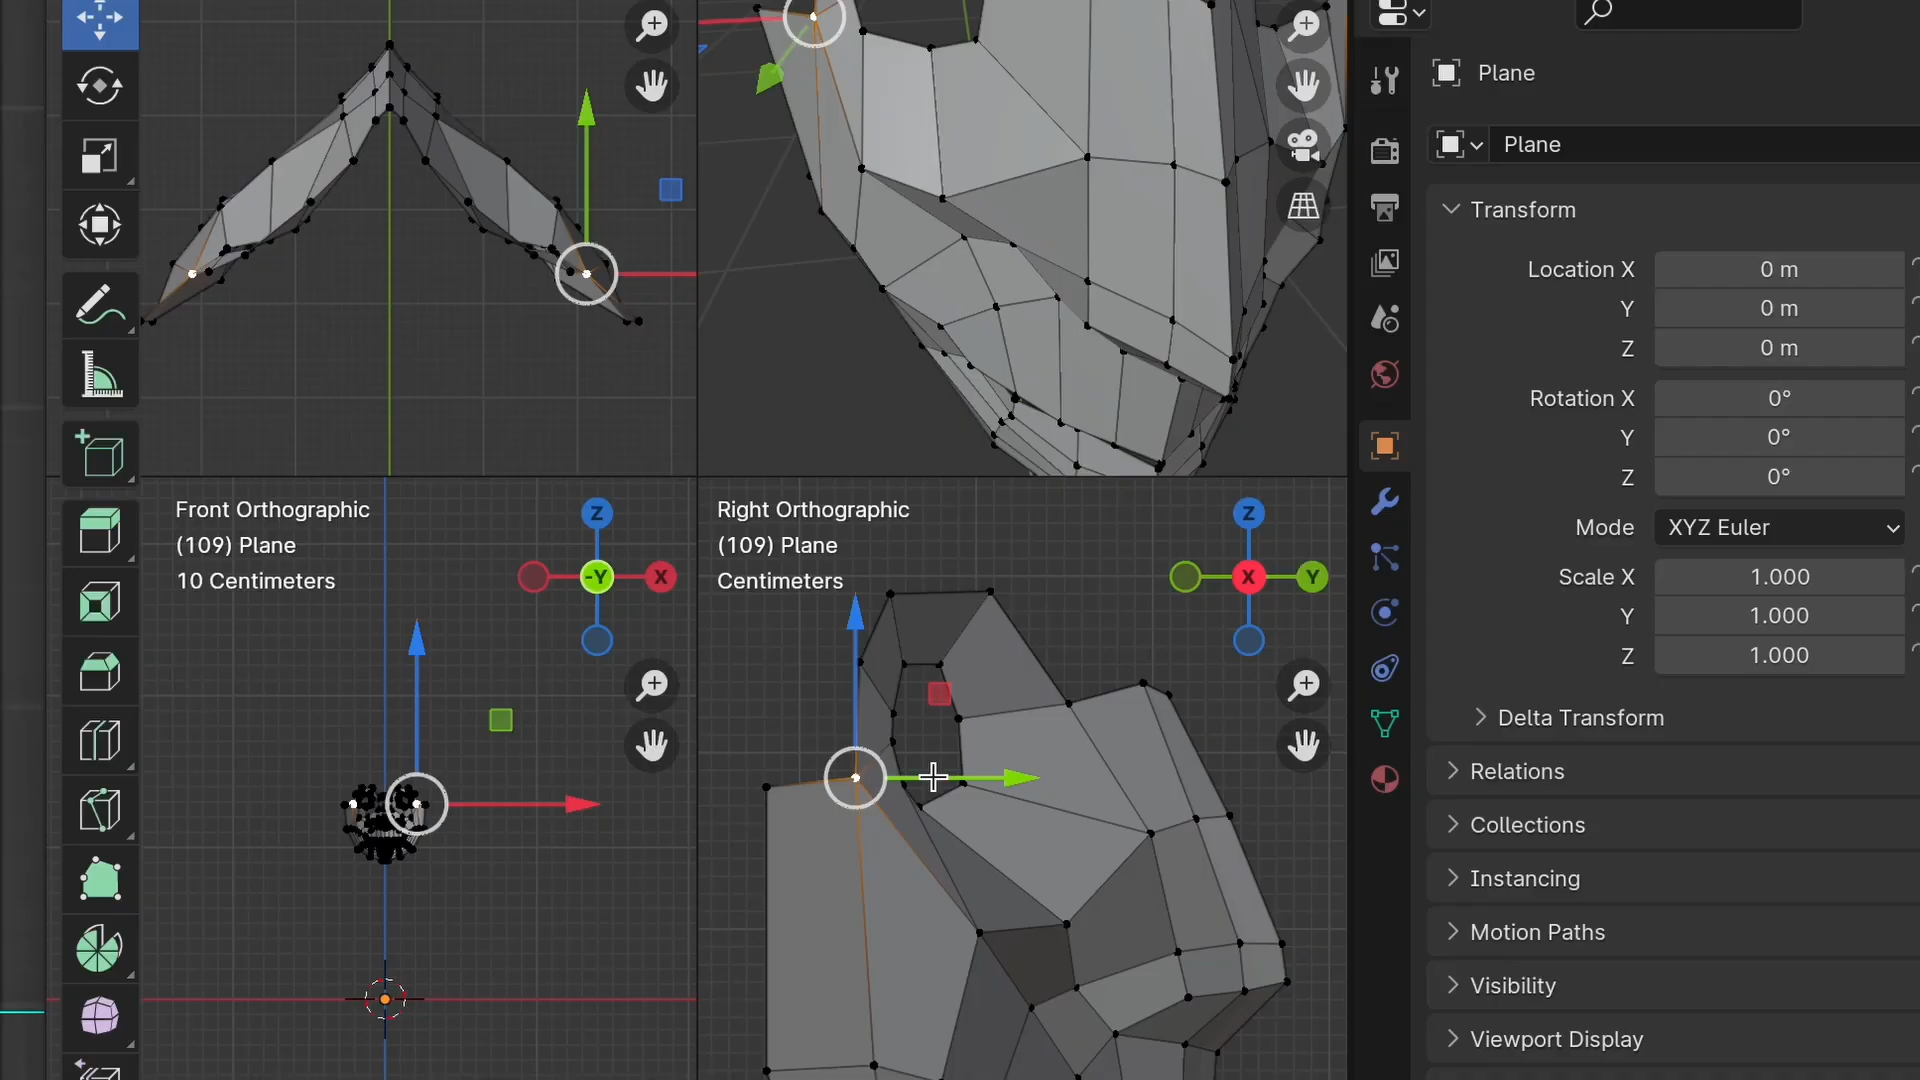 Plane
Plane
Transform
Location X 0 m
Y 0 m
Z 0 m
Rotation X 0°
Y 0°
Z 0°
Mode XYZ Euler
Scale X 1.000
Y 1.000
Z 1.000
Delta Transform
Relations
Collections
Instancing
Motion Paths
Visibility
Viewport Display
Front Orthographic
(109) Plane
10 Centimeters
Z
-Y
X
Right Orthographic
(109) Plane
Centimeters
Z
X
Y